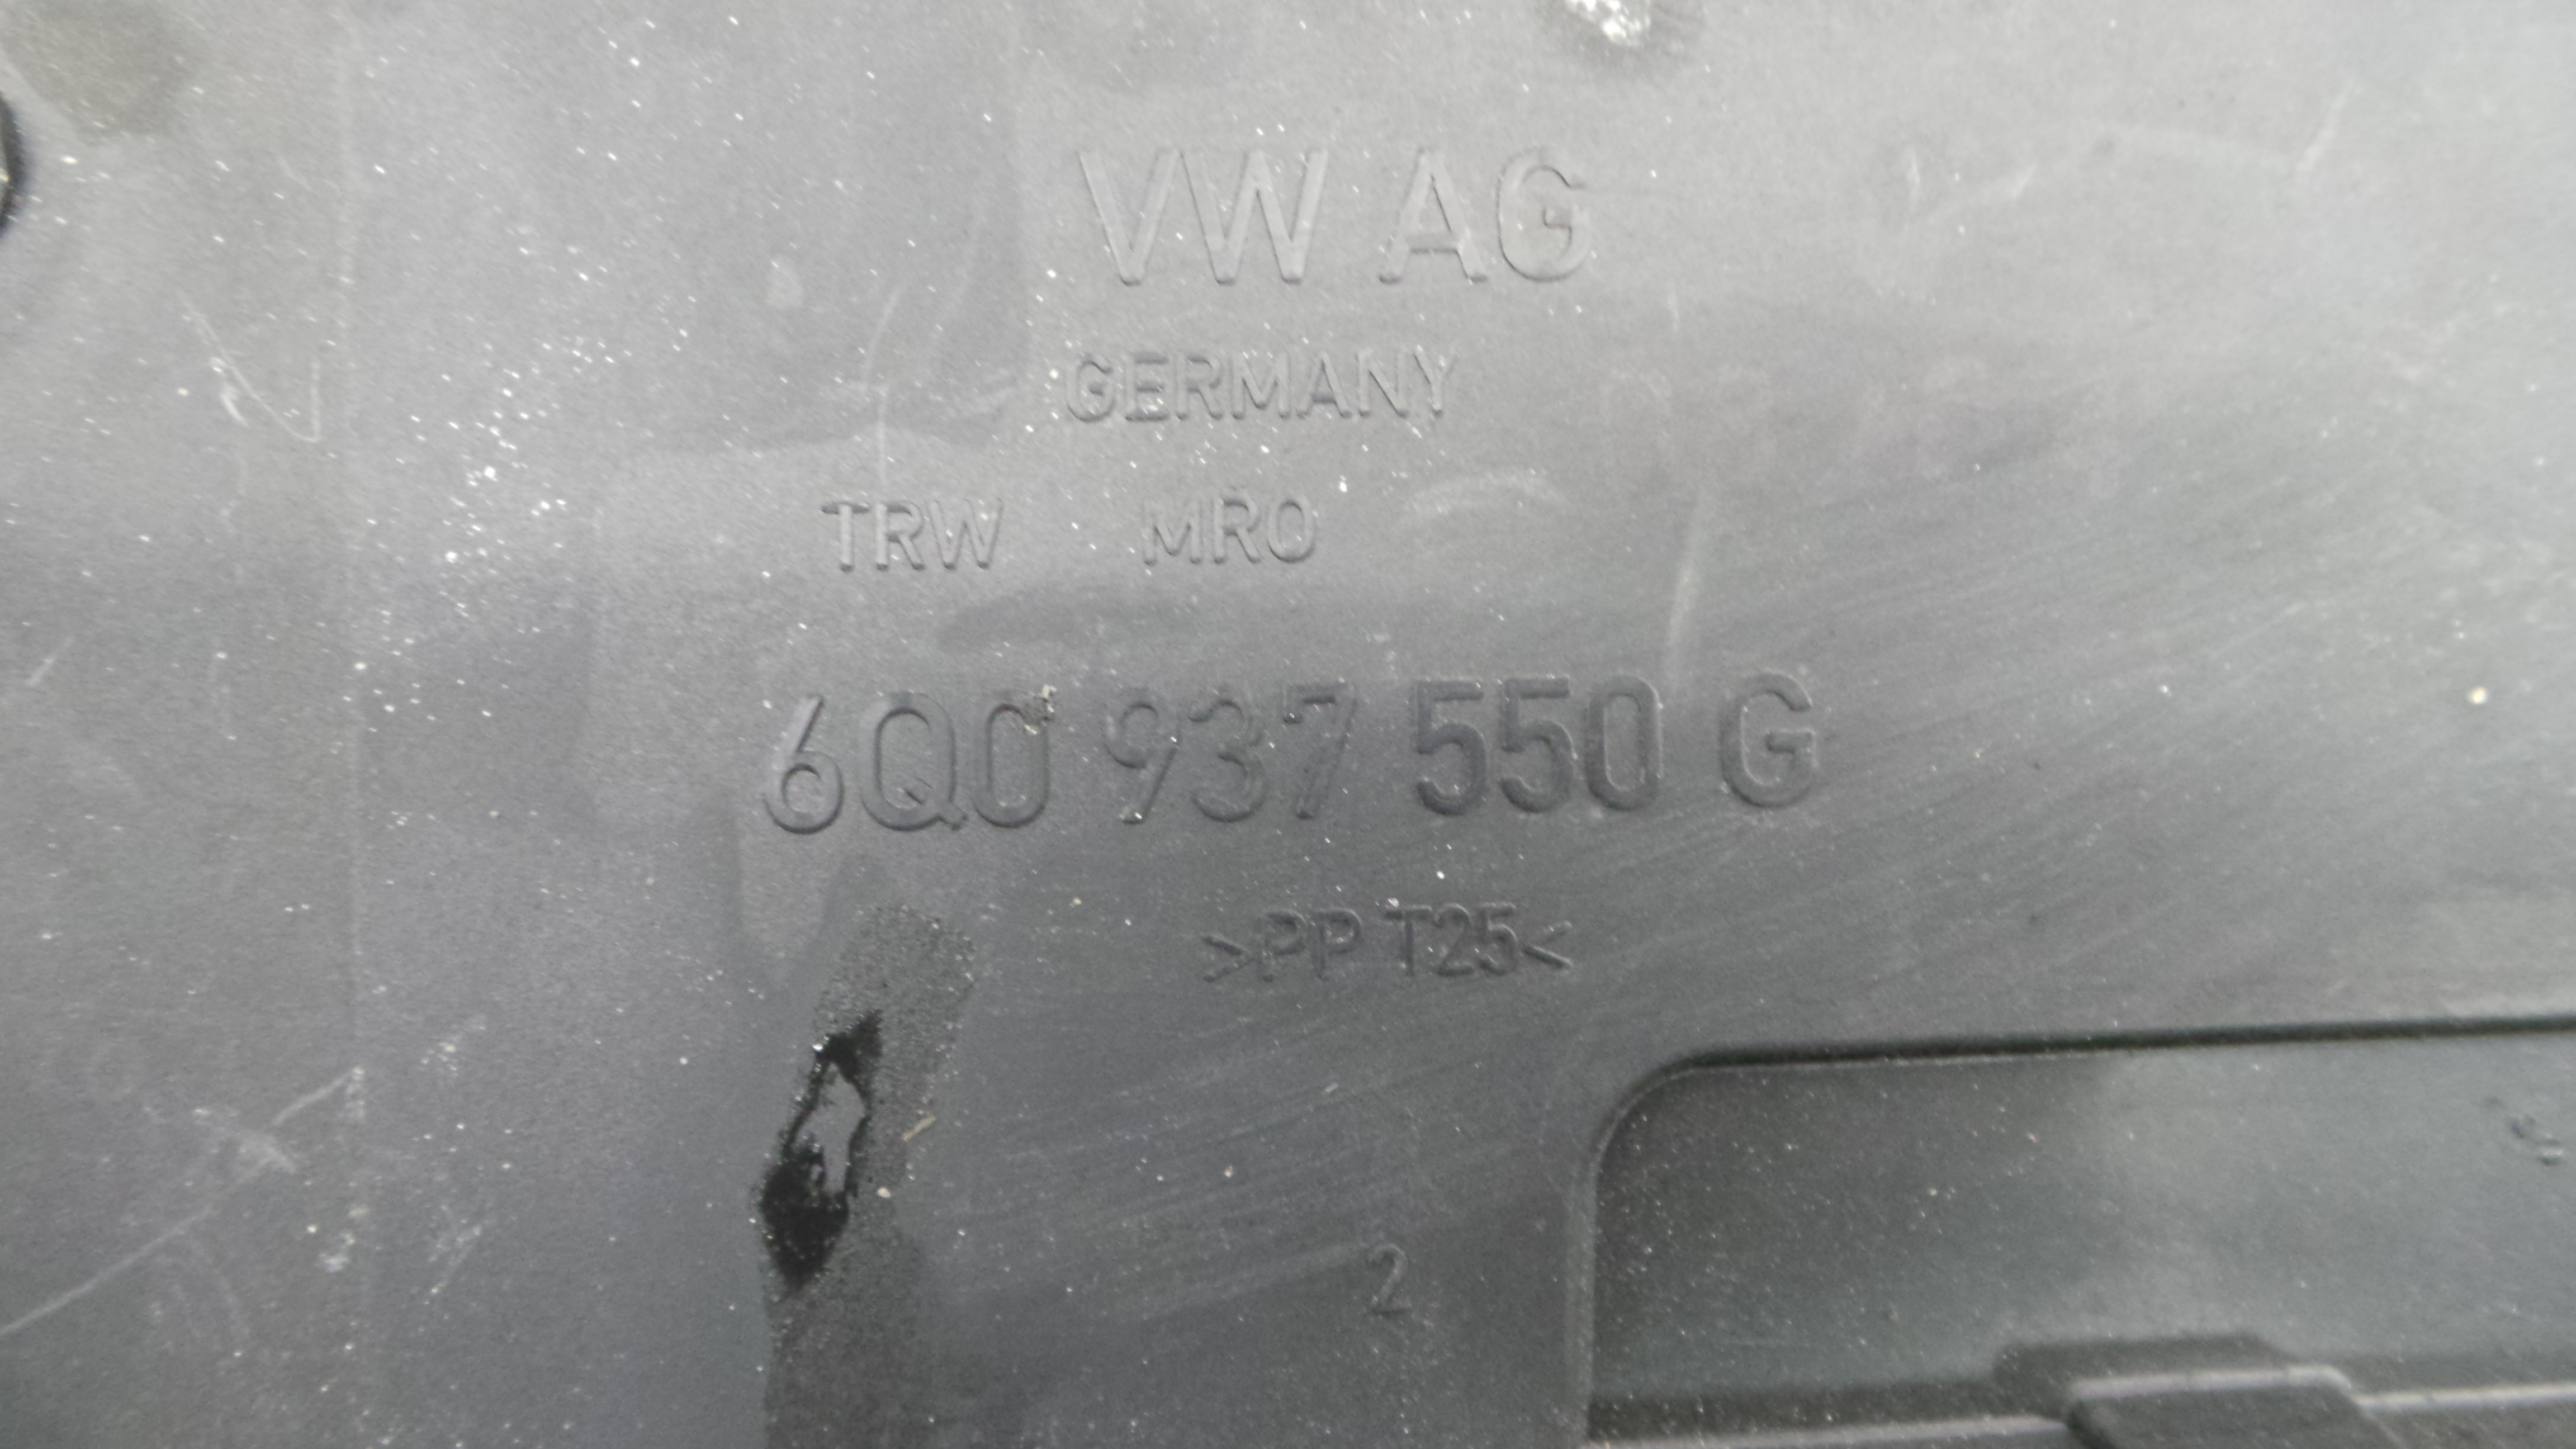 VW AG
GERMANY
TRW MRO
6Q0 937 550 G
>PP T25<
2